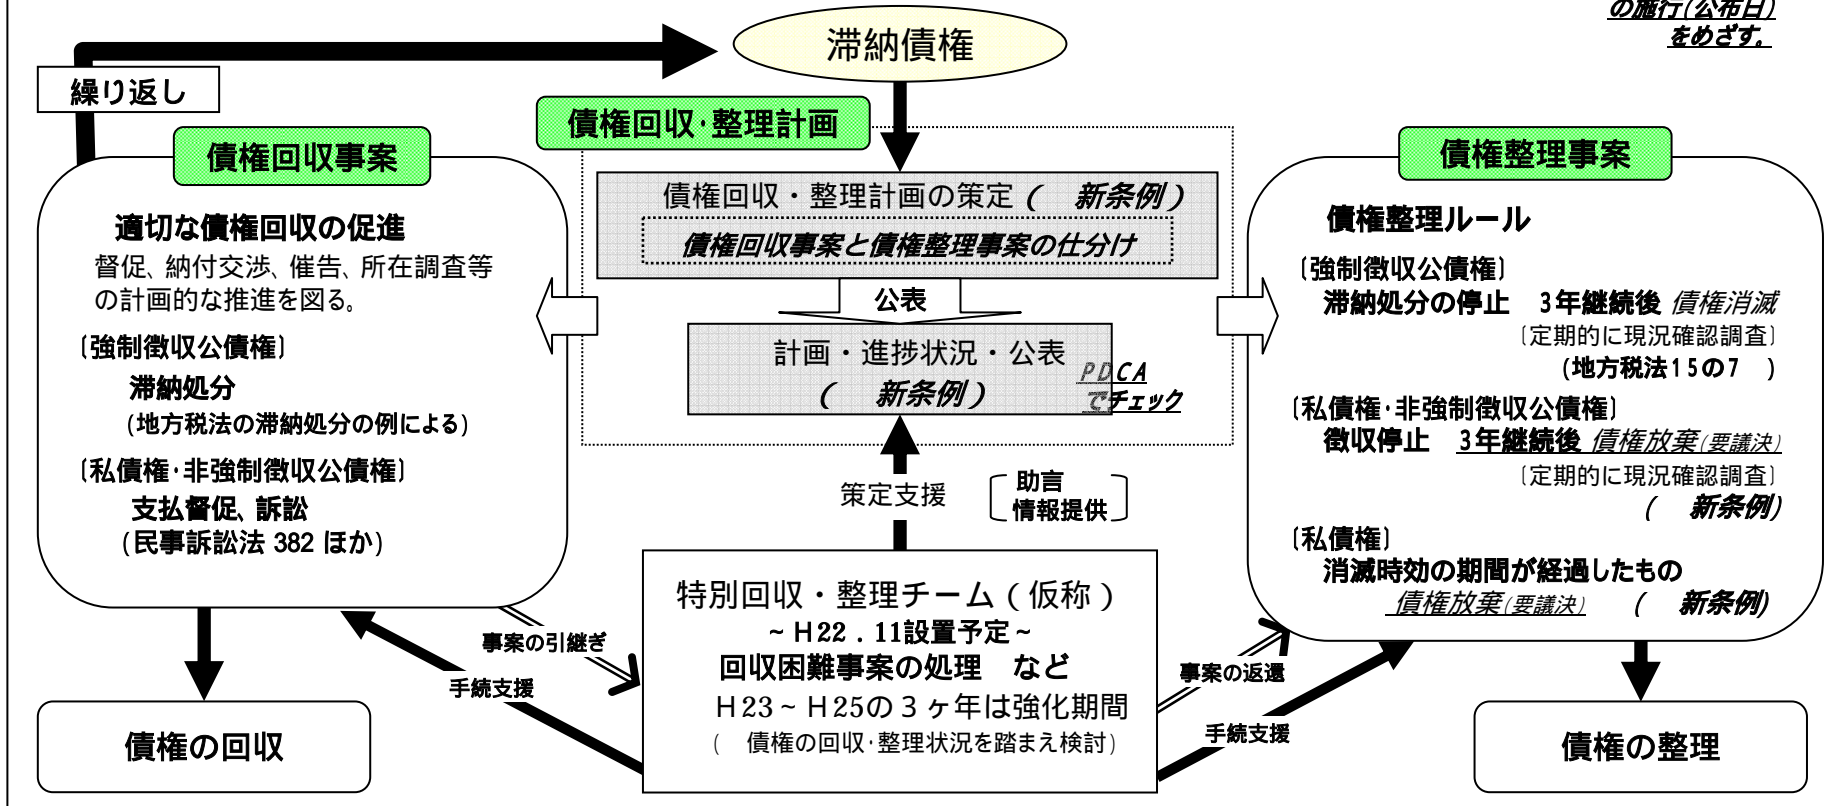 の施行(公布日)
をめざす。
滞納債権
繰り返し
債権回収・整理計画
債権回収事案
適切な債権回収の促進
督促、納付交渉、催告、所在調査等
の計画的な推進を図る。
〔強制徴収公債権〕
滞納処分
(地方税法の滞納処分の例による)
〔私債権・非強制徴収公債権〕
支払督促、訴訟
(民事訴訟法 382 ほか)
債権回収・整理計画の策定(　新条例)
債権回収事案と債権整理事案の仕分け
公表
計画・進捗状況・公表
(　新条例)
PDCA
でチェック
策定支援
助言
情報提供
債権整理事案
債権整理ルール
〔強制徴収公債権〕
滞納処分の停止　3年継続後 債権消滅
〔定期的に現況確認調査〕
(地方税法15の7　)
〔私債権・非強制徴収公債権〕
徴収停止　3年継続後 債権放棄(要議決)
〔定期的に現況確認調査〕
(　新条例)
〔私債権〕
消滅時効の期間が経過したもの
債権放棄(要議決)　(　新条例)
特別回収・整理チーム(仮称)
~H22.11設置予定~
回収困難事案の処理　など
H23~H25の3ヶ年は強化期間
(　債権の回収・整理状況を踏まえ検討)
事案の引継ぎ
手続支援
事案の返還
手続支援
債権の回収
債権の整理